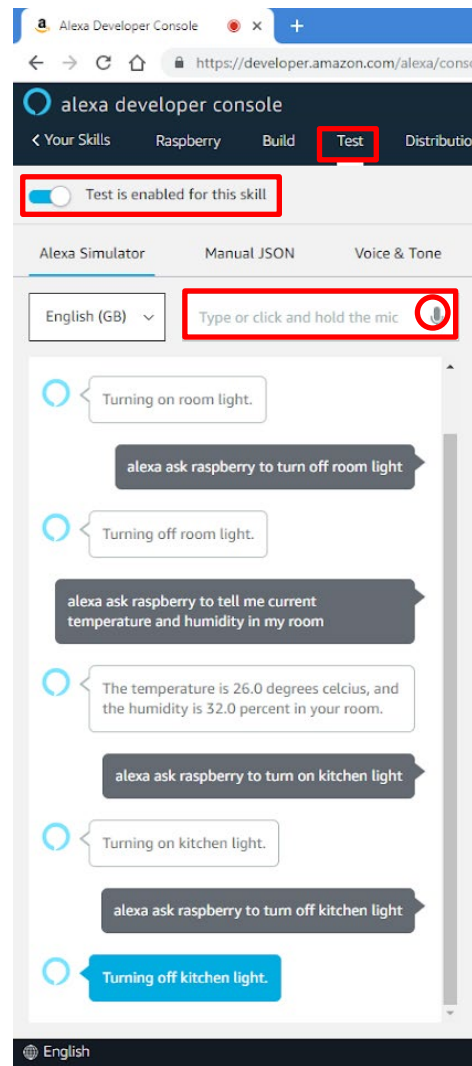 Alexa Developer Console
https://developer.amazon.com/alexa/conso
alexa developer console
Your Skills Raspberry Build Test Distributio
Test is enabled for this skill
Alexa Simulator Manual JSON Voice & Tone
English (GB) Type or click and hold the mic
Turning on room light.
alexa ask raspberry to turn off room light
Turning off room light.
alexa ask raspberry to tell me current
temperature and humidity in my room
The temperature is 26.0 degrees celcius, and
the humidity is 32.0 percent in your room.
alexa ask raspberry to turn on kitchen light
Turning on kitchen light.
alexa ask raspberry to turn off kitchen light
Turning off kitchen light.
English